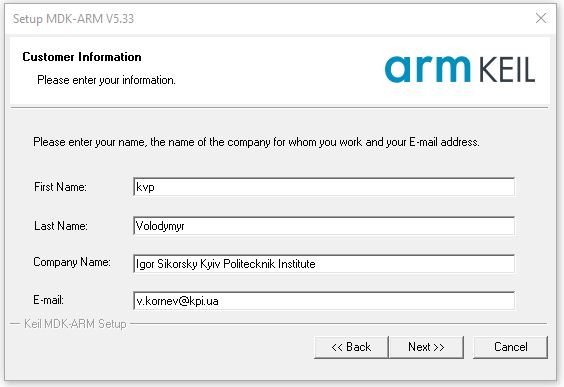 Setup MDK-ARM V5.33
Customer Information
Please enter your information.
arm KEIL
Please enter your name, the name of the company for whom you work and your E-mail address.
First Name: kvp
Last Name: Volodymyr
Company Name: Igor Sikorsky Kyiv Politecknik Institute
E-mail: v.kornev@kpi.ua
Keil MDK-ARM Setup
<< Back Next >> Cancel